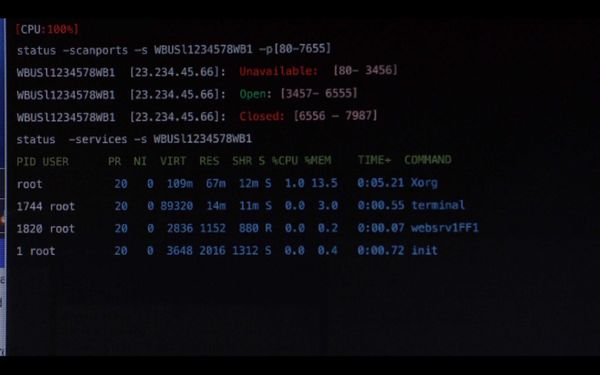 [CPU:100%]
status -scanports -s WBUSl1234578WB1 -p[80-7655]
WBUSl1234578WB1 [23.234.45.66]: Unavailable: [80- 3456]
WBUSl1234578WB1 [23.234.45.66]: Open: [3457- 6555]
WBUSl1234578WB1 [23.234.45.66]: Closed: [6556 - 7987]
status -services -s WBUSl1234578WB1
PID USER PR NI VIRT RES SHR S %CPU %MEM TIME+ COMMAND
root 20 0 109m 67m 12m S 1.0 13.5 0:05.21 Xorg
1744 root 20 0 89320 14m 11m S 0.0 3.0 0:00.55 terminal
1820 root 20 0 2836 1152 880 R 0.0 0.2 0:00.07 websrv1FF1
1 root 20 0 3648 2016 1312 S 0.0 0.4 0:00.72 init